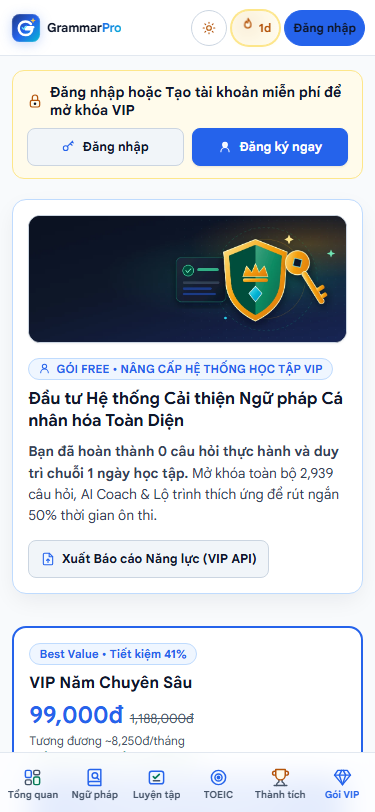 GrammarPro
1d
Đăng nhập
Đăng nhập hoặc Tạo tài khoản miễn phí để
mở khóa VIP
Đăng nhập
Đăng ký ngay
GÓI FREE • NÂNG CẤP HỆ THỐNG HỌC TẬP VIP
Đầu tư Hệ thống Cải thiện Ngữ pháp Cá
nhân hóa Toàn Diện
Bạn đã hoàn thành 0 câu hỏi thực hành và duy
trì chuỗi 1 ngày học tập. Mở khóa toàn bộ 2,939
câu hỏi, AI Coach & Lộ trình thích ứng để rút ngắn
50% thời gian ôn thi.
Xuất Báo cáo Năng lực (VIP API)
Best Value • Tiết kiệm 41%
VIP Năm Chuyên Sâu
99,000đ 1,188,000đ
Tương đương ~8,250đ/tháng
Tổng quan
Ngữ pháp
Luyện tập
TOEIC
Thành tích
Gói VIP